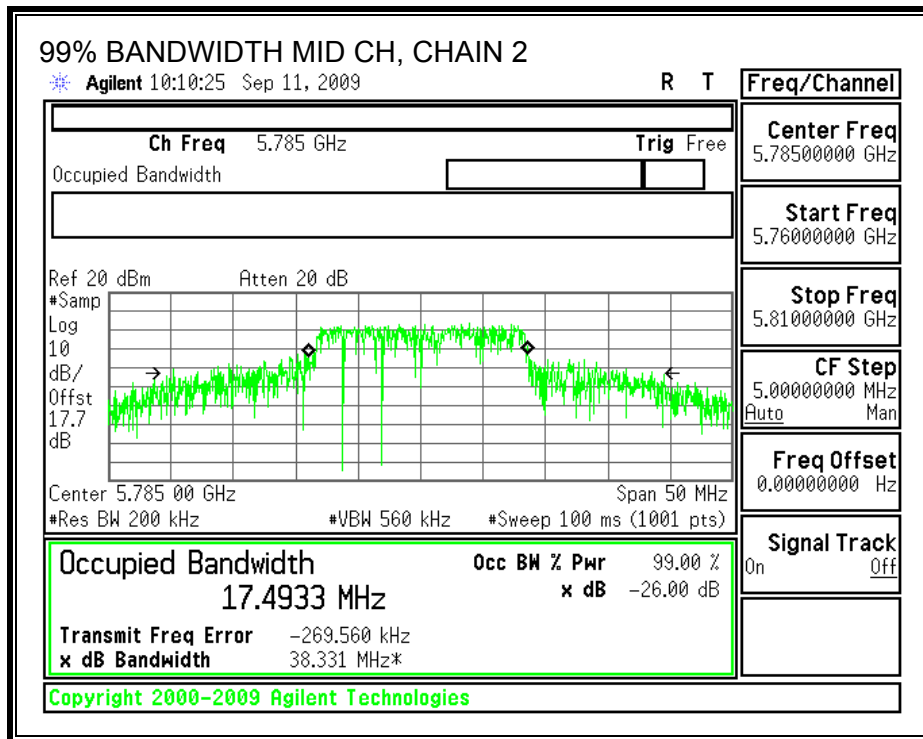 99% BANDWIDTH MID CH, CHAIN 2
Agilent 10:10:25 Sep 11, 2009 R T
Freq/Channel
Ch Freq 5.785 GHz Trig Free
Occupied Bandwidth
Center Freq
5.78500000 GHz
Start Freq
5.76000000 GHz
Stop Freq
5.81000000 GHz
CF Step
5.00000000 MHz
Auto Man
Freq Offset
0.00000000 Hz
Signal Track
On Off
Ref 20 dBm Atten 20 dB
#Samp
Log
10
dB/
Offst
17.7
dB
Center 5.785 00 GHz Span 50 MHz
#Res BW 200 kHz #VBW 560 kHz #Sweep 100 ms (1001 pts)
Occupied Bandwidth Occ BW % Pwr 99.00 %
17.4933 MHz x dB -26.00 dB
Transmit Freq Error -269.560 kHz
x dB Bandwidth 38.331 MHz*
Copyright 2000-2009 Agilent Technologies